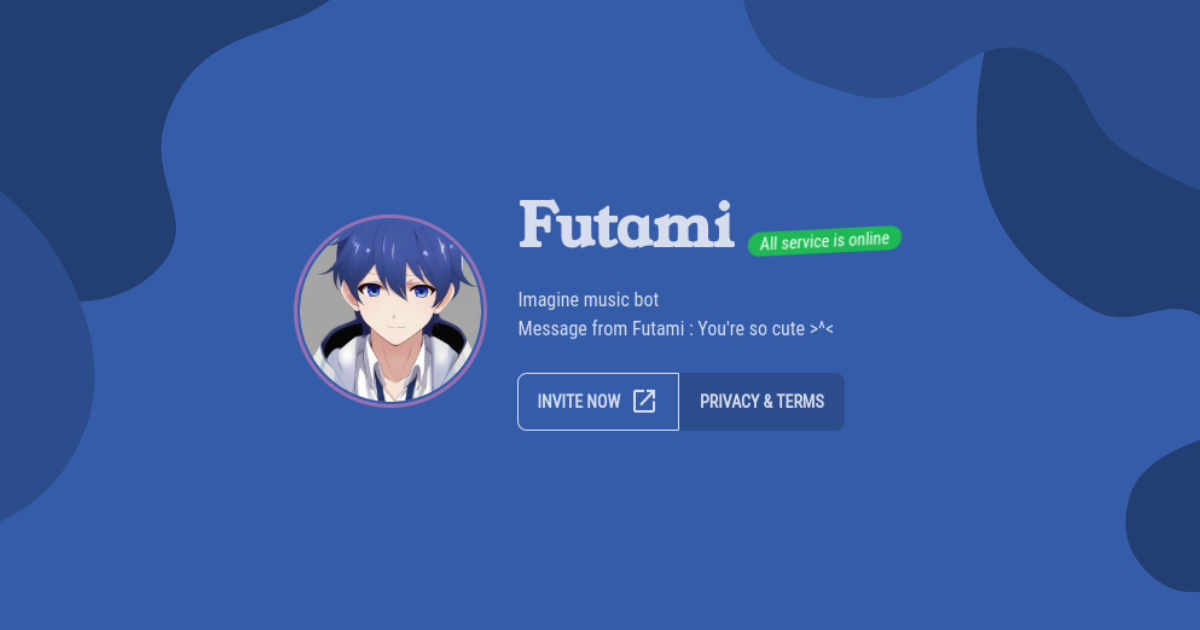 Futami
All service is online
Imagine music bot
Message from Futami : You're so cute >^<
INVITE NOW
PRIVACY & TERMS